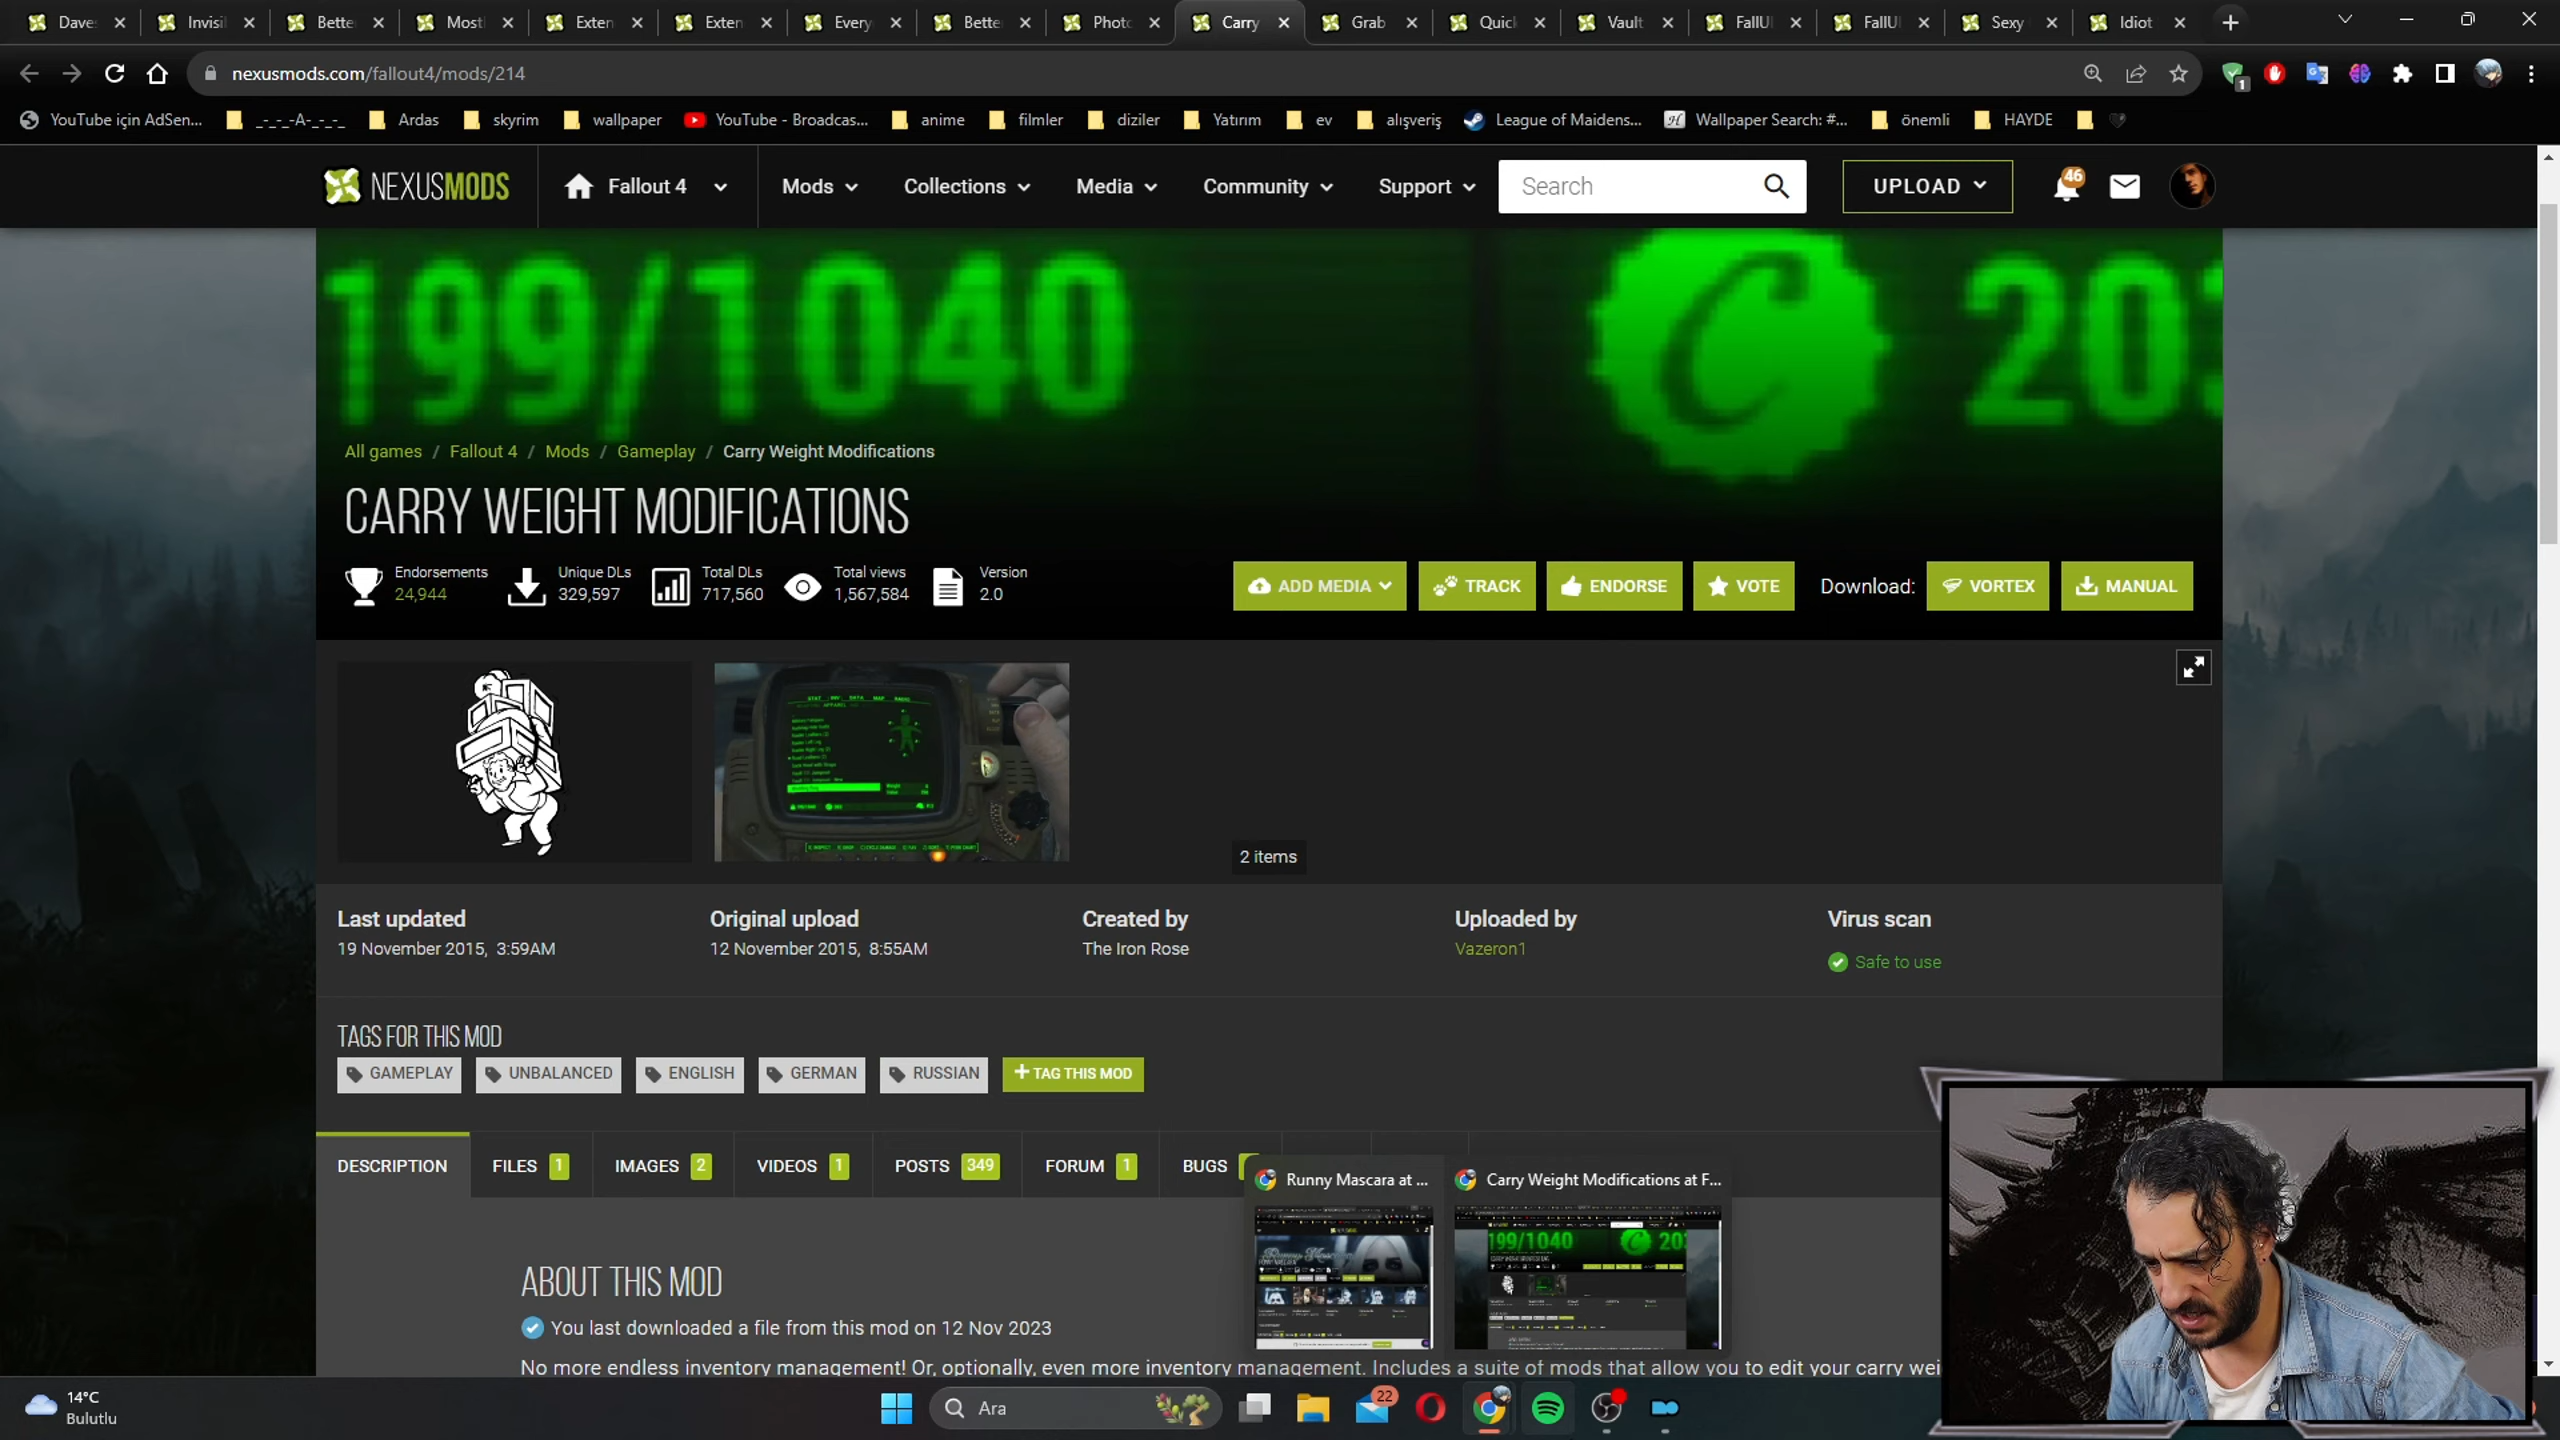 Dave
Invisi
Bette
Most
Exten
Exten
Every
Bette
Photo
Carry
Grab
Quick
Vault
FallUI
FallUI
Sexy
Idiot
nexusmods.com/fallout4/mods/214
1
YouTube için AdSen...
_-_-_-A-_-_-_
Ardas
skyrim
wallpaper
YouTube - Broadcas...
anime
filmler
diziler
Yatırım
ev
alışveriş
League of Maidens...
Wallpaper Search: #...
önemli
HAYDE
NEXUSMODS
Fallout 4
Mods
Collections
Media
Community
Support
Search
UPLOAD
46
199/1040
All games / Fallout 4 / Mods / Gameplay / Carry Weight Modifications
CARRY WEIGHT MODIFICATIONS
Endorsements
24,944
Unique DLs
329,597
Total DLs
717,560
Total views
1,567,584
Version
2.0
ADD MEDIA
TRACK
ENDORSE
VOTE
Download:
VORTEX
MANUAL
2 items
Last updated
19 November 2015, 3:59AM
Original upload
12 November 2015, 8:55AM
Created by
The Iron Rose
Uploaded by
Vazeron1
Virus scan
Safe to use
TAGS FOR THIS MOD
GAMEPLAY
UNBALANCED
ENGLISH
GERMAN
RUSSIAN
+ TAG THIS MOD
DESCRIPTION
FILES 1
IMAGES 2
VIDEOS 1
POSTS 349
FORUM 1
BUGS
Runny Mascara at ...
Carry Weight Modifications at F...
199/1040
ABOUT THIS MOD
You last downloaded a file from this mod on 12 Nov 2023
No more endless inventory management! Or, optionally, even more inventory management. Includes a suite of mods that allow you to edit your carry wei
14°C
Bulutlu
Ara
22